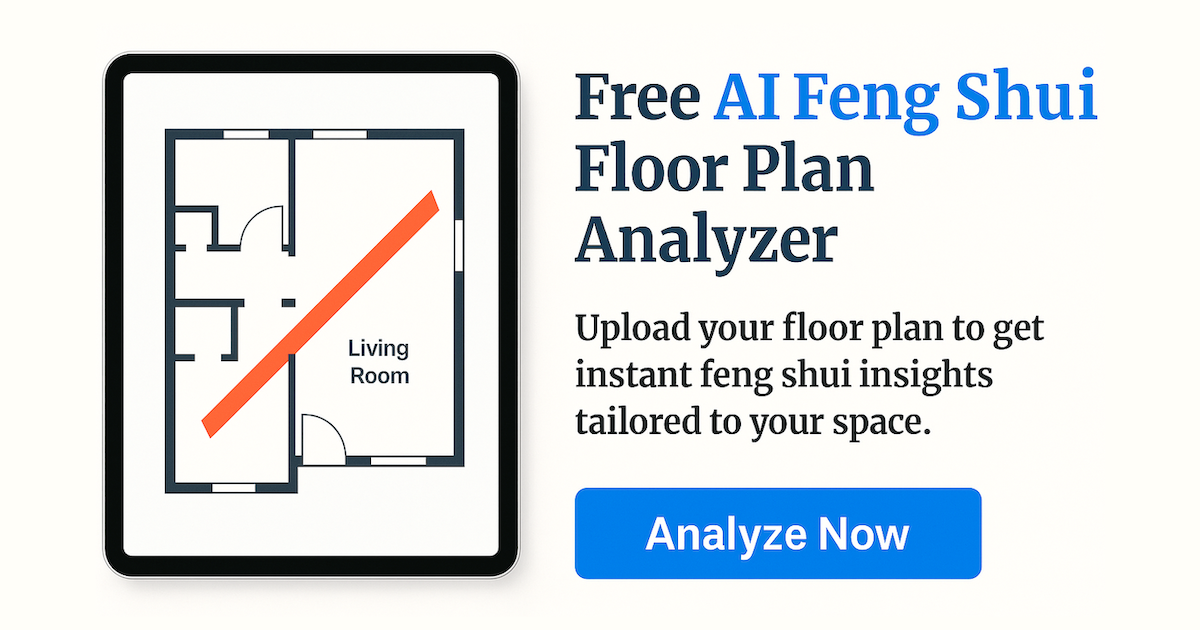 Living
Room
Free AI Feng Shui
Floor Plan
Analyzer
Upload your floor plan to get
instant feng shui insights
tailored to your space.
Analyze Now